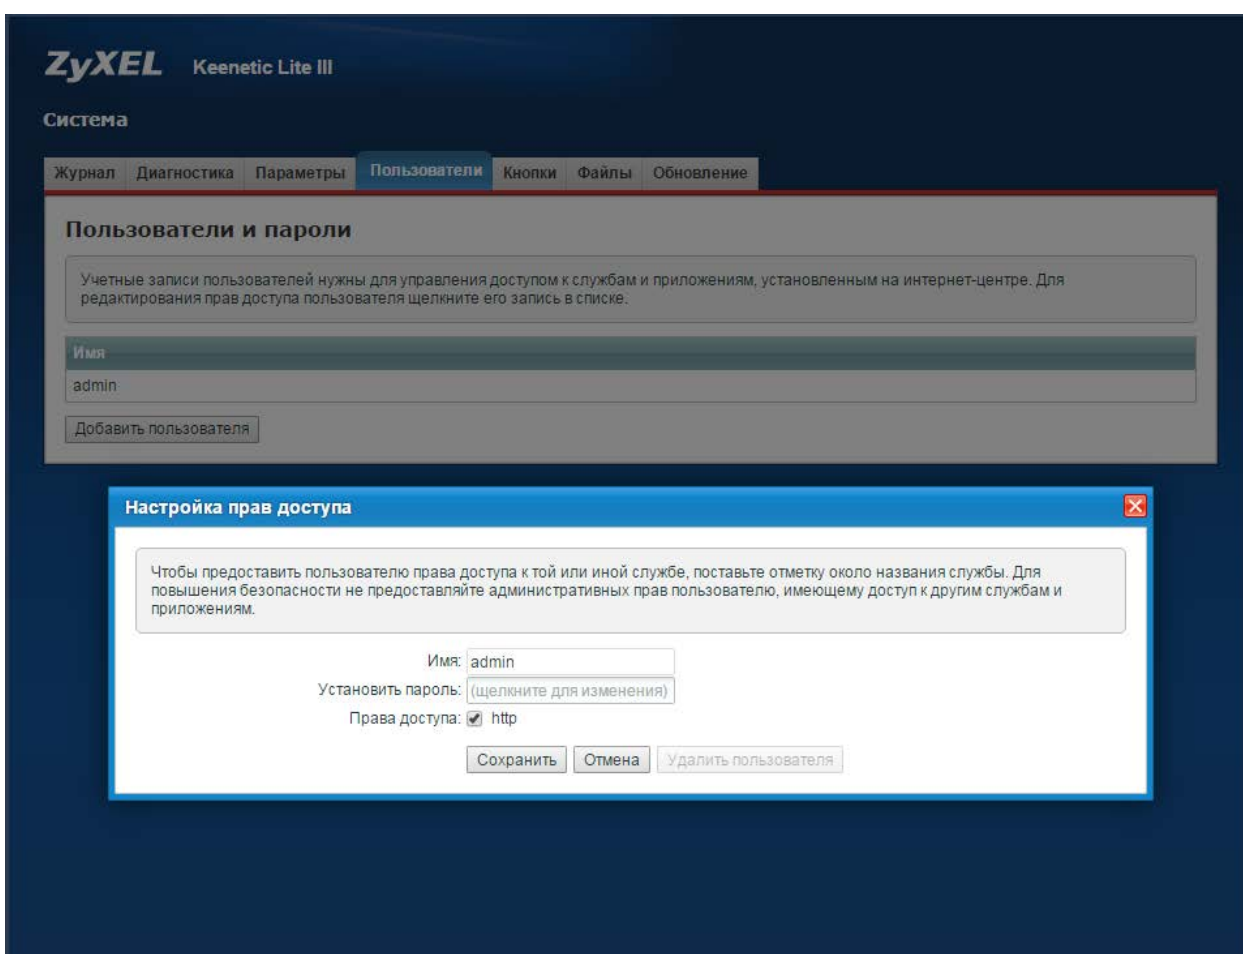 ZyXEL Keenetic Lite III
Система
Журнал Диагностика Параметры Пользователи Кнопки Файлы Обновление
Пользователи и пароли
Учетные записи пользователей нужны для управления доступом к службам и приложениям, установленным на интернет-центре. Для
редактирования прав доступа пользователя щелкните его запись в списке.
Имя
admin
Добавить пользователя
Настройка прав доступа
Чтобы предоставить пользователю права доступа к той или иной службе, поставьте отметку около названия службы. Для
повышения безопасности не предоставляйте административных прав пользователю, имеющему доступ к другим службам и
приложениям.
Имя: admin
Установить пароль: (щелкните для изменения)
Права доступа: http
Сохранить Отмена Удалить пользователя